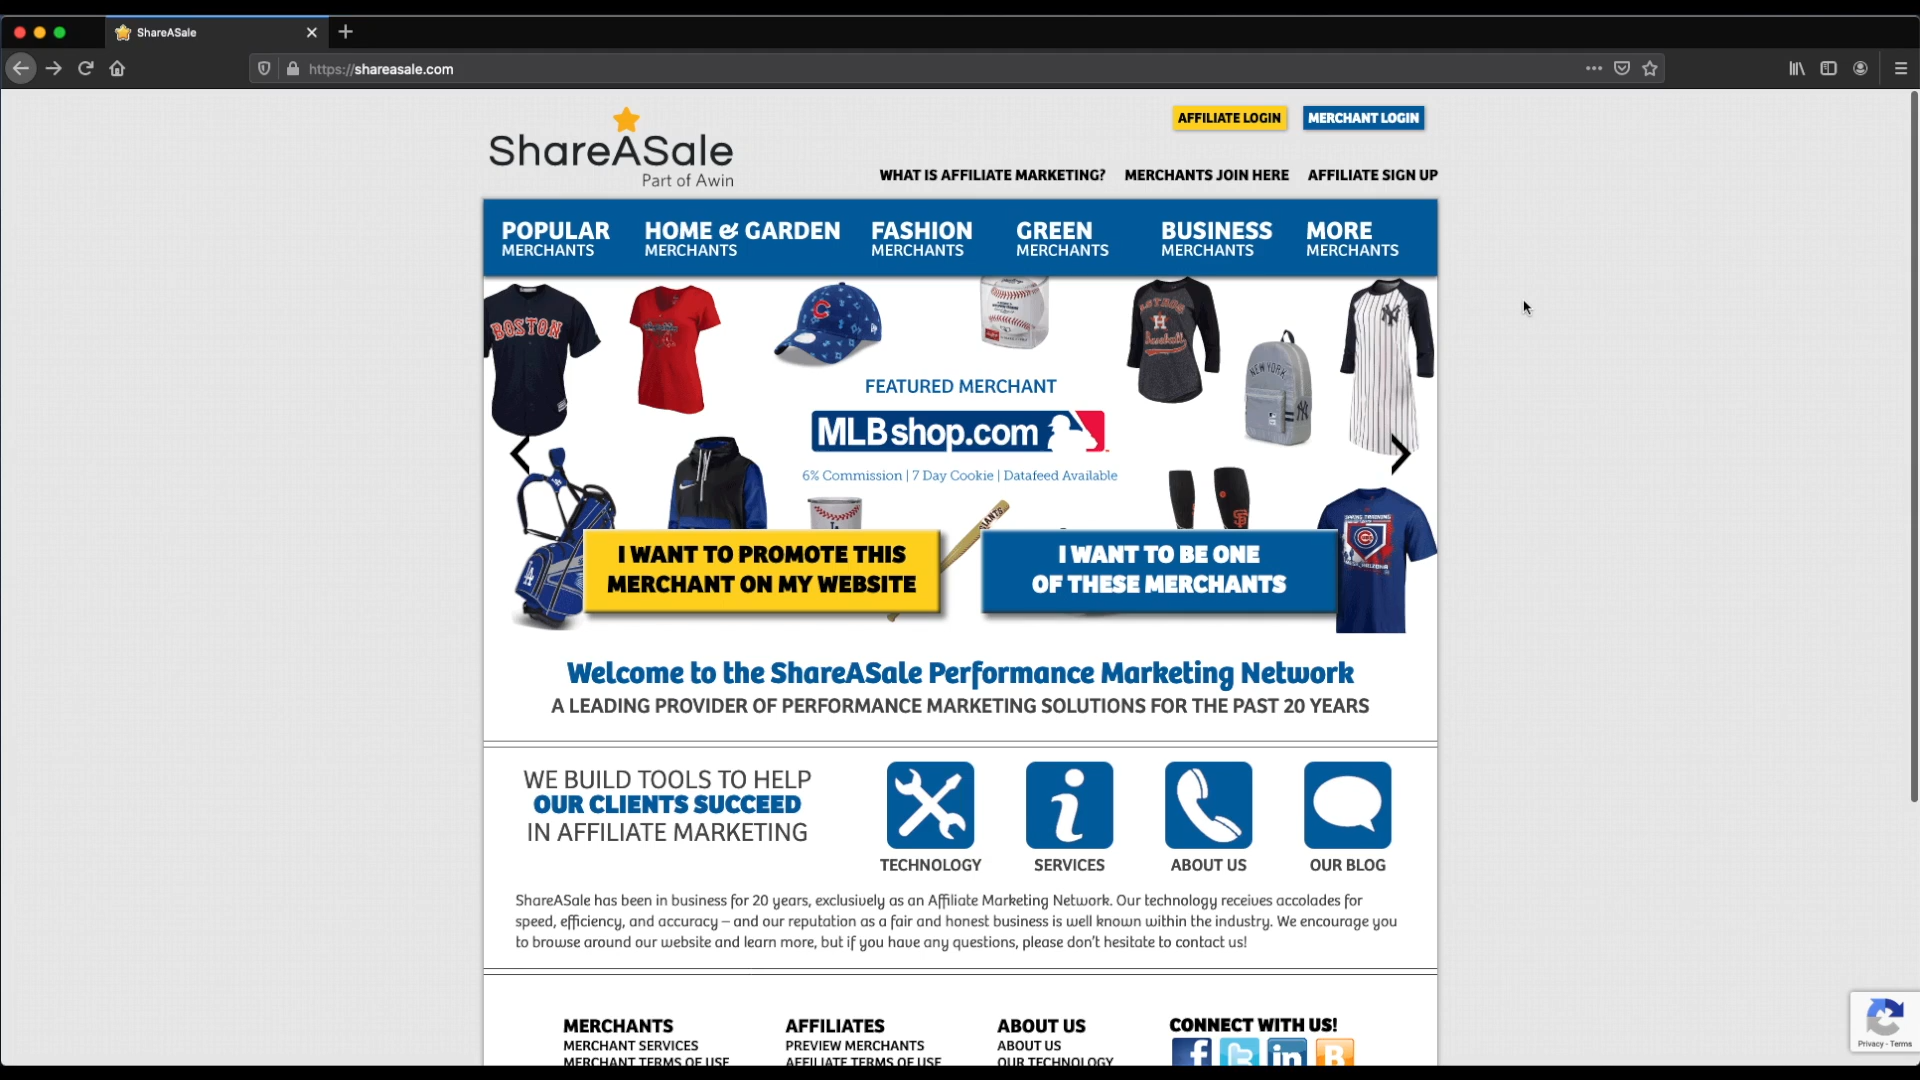 ShareASale
https://shareasale.com
AFFILIATE LOGIN
MERCHANT LOGIN
ShareASale
Part of Awin
WHAT IS AFFILIATE MARKETING?
MERCHANTS JOIN HERE
AFFILIATE SIGN UP
POPULAR
MERCHANTS
HOME & GARDEN
MERCHANTS
FASHION
MERCHANTS
GREEN
MERCHANTS
BUSINESS
MERCHANTS
MORE
MERCHANTS
BOSTON
ASTROS
Baseball
NEW YORK
FEATURED MERCHANT
MLBshop.com
6% Commission | 7 Day Cookie | Datafeed Available
GIANTS
I WANT TO PROMOTE THIS
MERCHANT ON MY WEBSITE
I WANT TO BE ONE
OF THESE MERCHANTS
Welcome to the ShareASale Performance Marketing Network
A LEADING PROVIDER OF PERFORMANCE MARKETING SOLUTIONS FOR THE PAST 20 YEARS
WE BUILD TOOLS TO HELP
OUR CLIENTS SUCCEED
IN AFFILIATE MARKETING
TECHNOLOGY
SERVICES
ABOUT US
OUR BLOG
ShareASale has been in business for 20 years, exclusively as an Affiliate Marketing Network. Our technology receives accolades for
speed, efficiency, and accuracy – and our reputation as a fair and honest business is well known within the industry. We encourage you
to browse around our website and learn more, but if you have any questions, please don't hesitate to contact us!
MERCHANTS
MERCHANT SERVICES
MERCHANT TERMS OF USE
AFFILIATES
PREVIEW MERCHANTS
AFFILIATE TERMS OF USE
ABOUT US
ABOUT US
OUR TECHNOLOGY
CONNECT WITH US!
Privacy - Terms